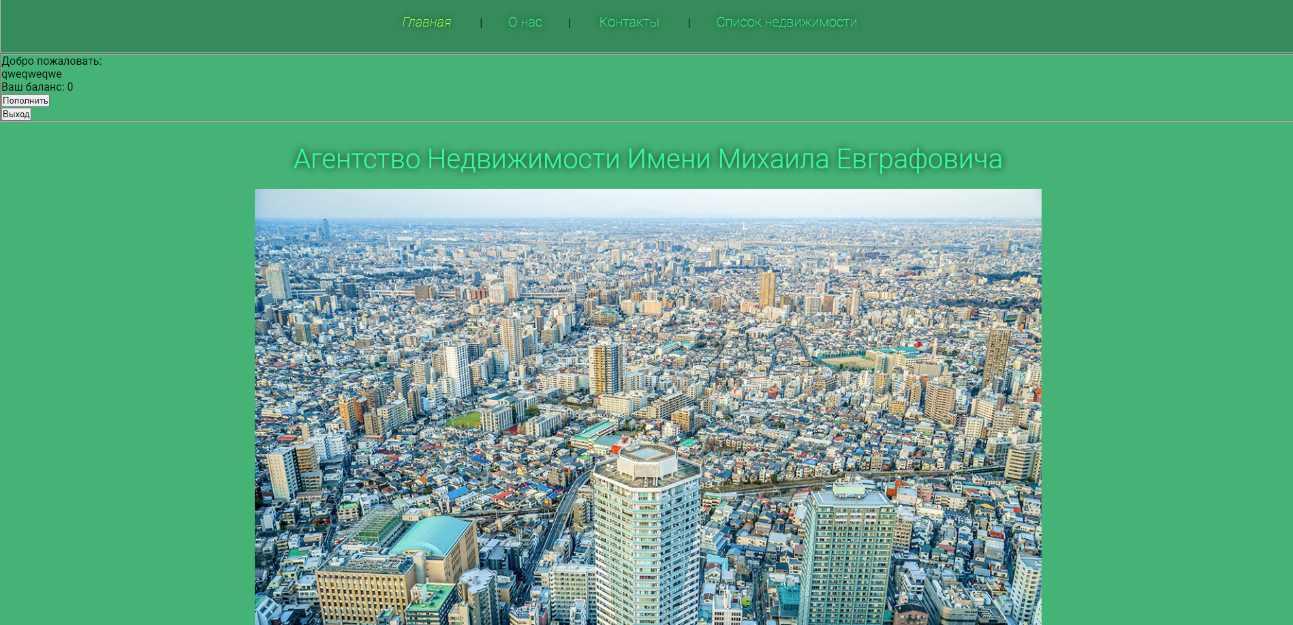 Главная | О нас | Контакты | Список недвижимости
Добро пожаловать:
qweqweqwe
Ваш баланс: 0
Пополнить
Выход
Агентство Недвижимости Имени Михаила Евграфовича